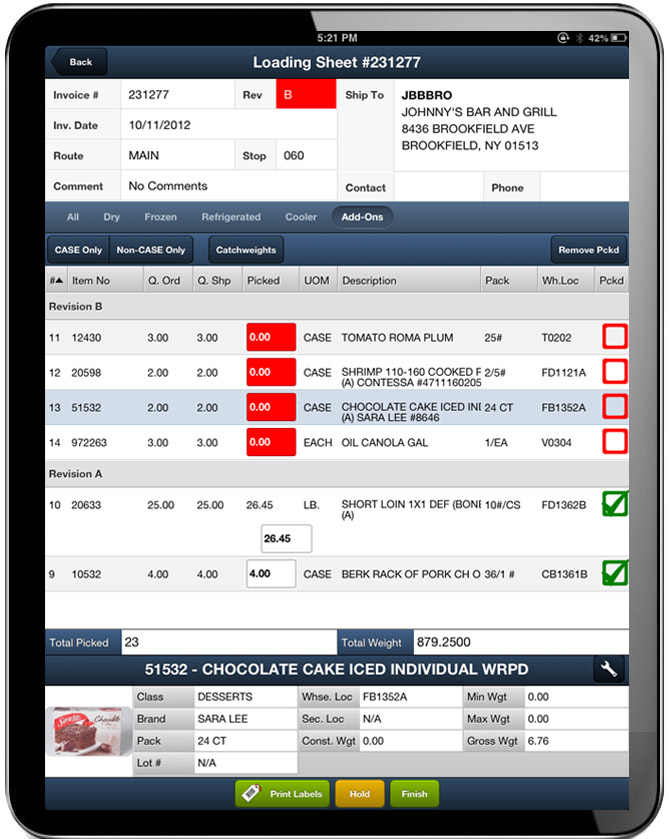 5:21 PM 42%
Back Loading Sheet #231277
Invoice # 231277 Rev B Ship To JBBBRO
JOHNNY'S BAR AND GRILL
Inv. Date 10/11/2012 8436 BROOKFIELD AVE
BROOKFIELD, NY 01513
Route MAIN Stop 060
Comment No Comments Contact Phone
All Dry Frozen Refrigerated Cooler Add-Ons
CASE Only Non-CASE Only Catchweights Remove Pckd
#▲ Item No Q. Ord Q. Shp Picked UOM Description Pack Wh.Loc Pckd
Revision B
11 12430 3.00 3.00 0.00 CASE TOMATO ROMA PLUM 25# T0202
12 20598 2.00 2.00 0.00 CASE SHRIMP 110-160 COOKED P 2/5# FD1121A
(A) CONTESSA #4711160205
13 51532 2.00 2.00 0.00 CASE CHOCOLATE CAKE ICED INI 24 CT FB1352A
(A) SARA LEE #8646
14 972263 3.00 3.00 0.00 EACH OIL CANOLA GAL 1/EA V0304
Revision A
10 20633 25.00 25.00 26.45 LB. SHORT LOIN 1X1 DEF (BONE 10#/CS FD1362B
(A)
26.45
9 10532 4.00 4.00 4.00 CASE BERK RACK OF PORK CH O 36/1 # CB1361B
Total Picked 23 Total Weight 879.2500
51532 - CHOCOLATE CAKE ICED INDIVIDUAL WRPD
Class DESSERTS Whse. Loc FB1352A Min Wgt 0.00
Brand SARA LEE Sec. Loc N/A Max Wgt 0.00
Pack 24 CT Const. Wgt 0.00 Gross Wgt 6.76
Lot # N/A
Sara Lee Chocolate
Print Labels Hold Finish